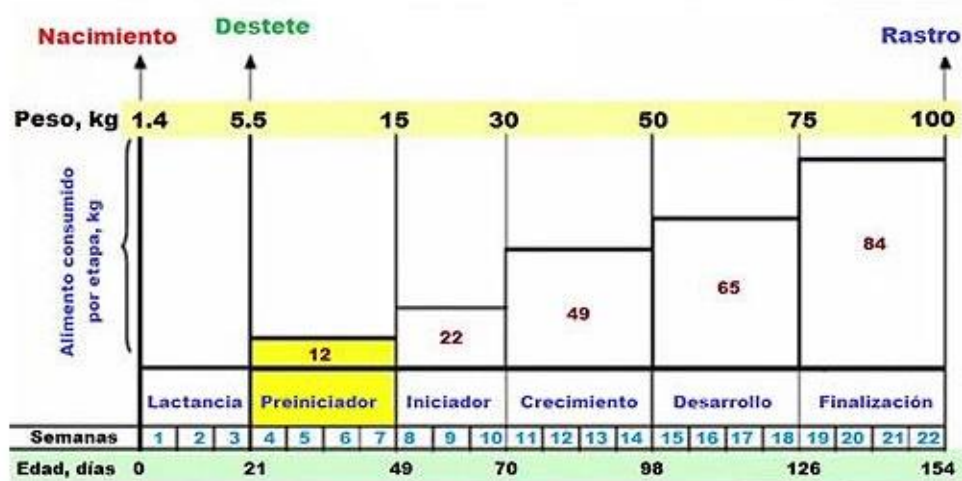 Nacimiento Destete Rastro
Peso, kg 1.4 5.5 15 30 50 75 100
Alimento consumido
por etapa, kg
12 22 49 65 84
Lactancia Preiniciador Iniciador Crecimiento Desarrollo Finalización
Semanas 1 2 3 4 5 6 7 8 9 10 11 12 13 14 15 16 17 18 19 20 21 22
Edad, días 0 21 49 70 98 126 154